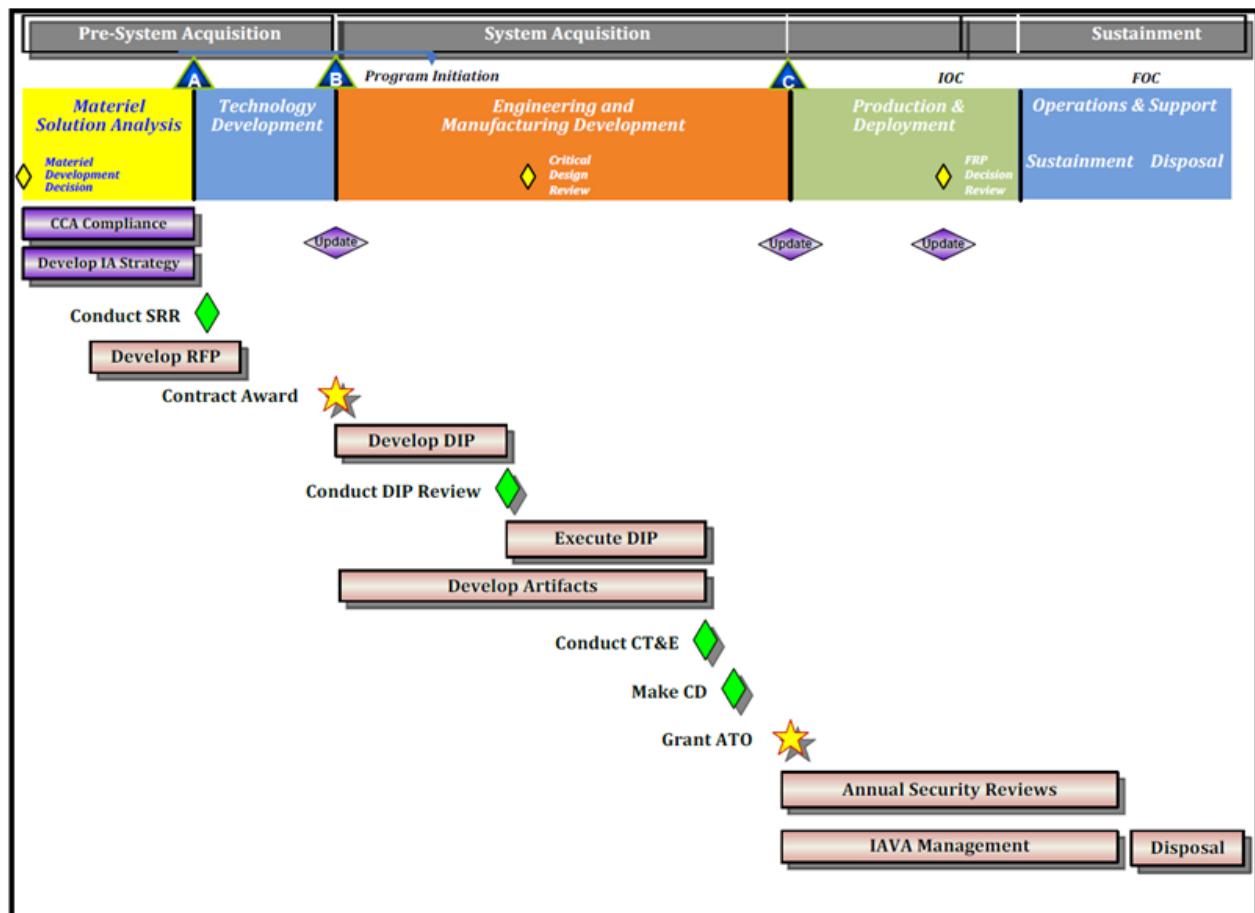 Pre-System Acquisition
System Acquisition
Sustainment
A
B
Program Initiation
C
IOC
FOC
Materiel
Solution Analysis
Technology
Development
Engineering and
Manufacturing Development
Production &
Deployment
Operations & Support
Materiel
Development
Decision
Critical
Design
Review
FRP
Decision
Review
Sustainment
Disposal
CCA Compliance
Update
Update
Update
Develop IA Strategy
Conduct SRR
Develop RFP
Contract Award
Develop DIP
Conduct DIP Review
Execute DIP
Develop Artifacts
Conduct CT&E
Make CD
Grant ATO
Annual Security Reviews
IAVA Management
Disposal